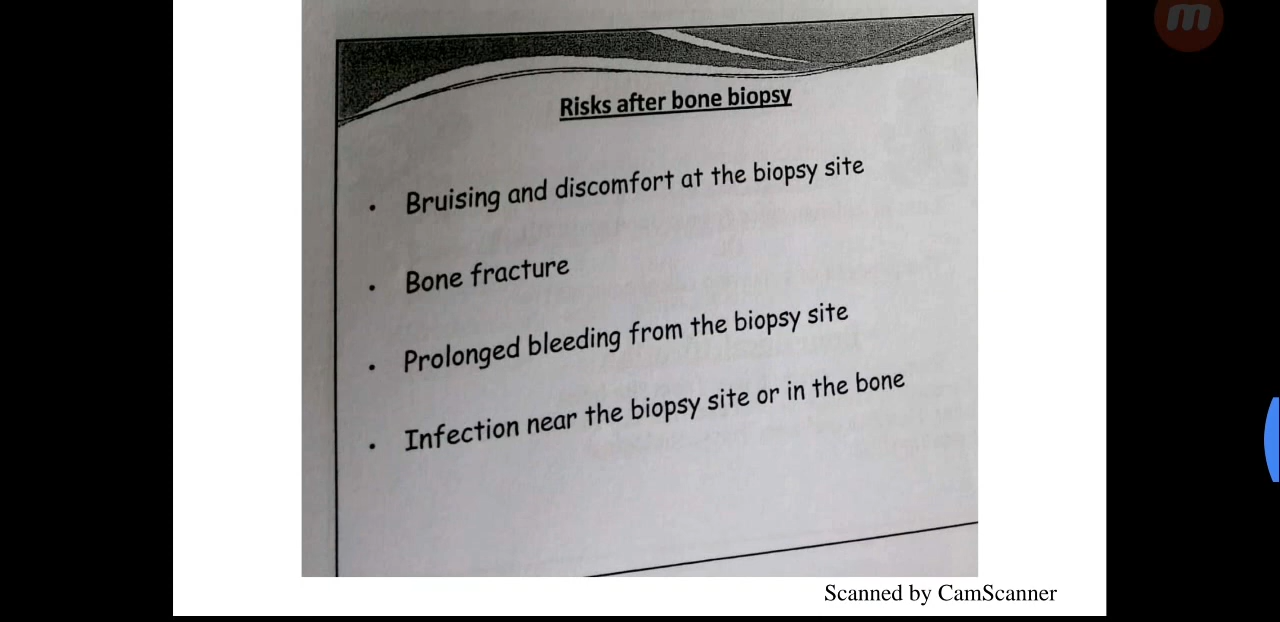 Risks after bone biopsy
• Bruising and discomfort at the biopsy site
• Bone fracture
• Prolonged bleeding from the biopsy site
• Infection near the biopsy site or in the bone
Scanned by CamScanner